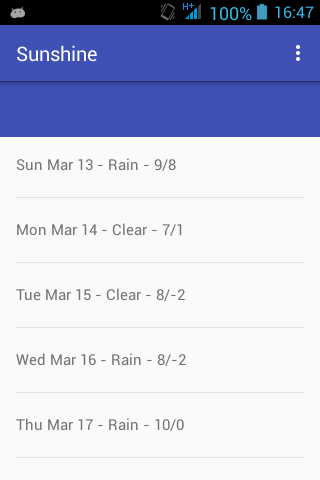 H+ 100% 16:47
Sunshine
Sun Mar 13 - Rain - 9/8
Mon Mar 14 - Clear - 7/1
Tue Mar 15 - Clear - 8/-2
Wed Mar 16 - Rain - 8/-2
Thu Mar 17 - Rain - 10/0